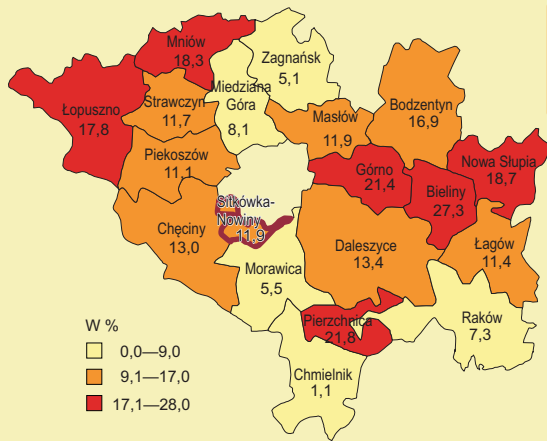 Mniów
18,3
Zagnańsk
5,1
Łopuszno
17,8
Strawczyn
11,7
Miedziana
Góra
8,1
Masłów
11,9
Bodzentyn
16,9
Piekoszów
11,1
Górno
21,4
Bieliny
27,3
Nowa Słupia
18,7
Chęciny
13,0
Sitkówka-
Nowiny
11,9
Daleszyce
13,4
Łagów
11,4
Morawica
5,5
Pierzchnica
21,8
Raków
7,3
Chmielnik
1,1
W %
0,0—9,0
9,1—17,0
17,1—28,0